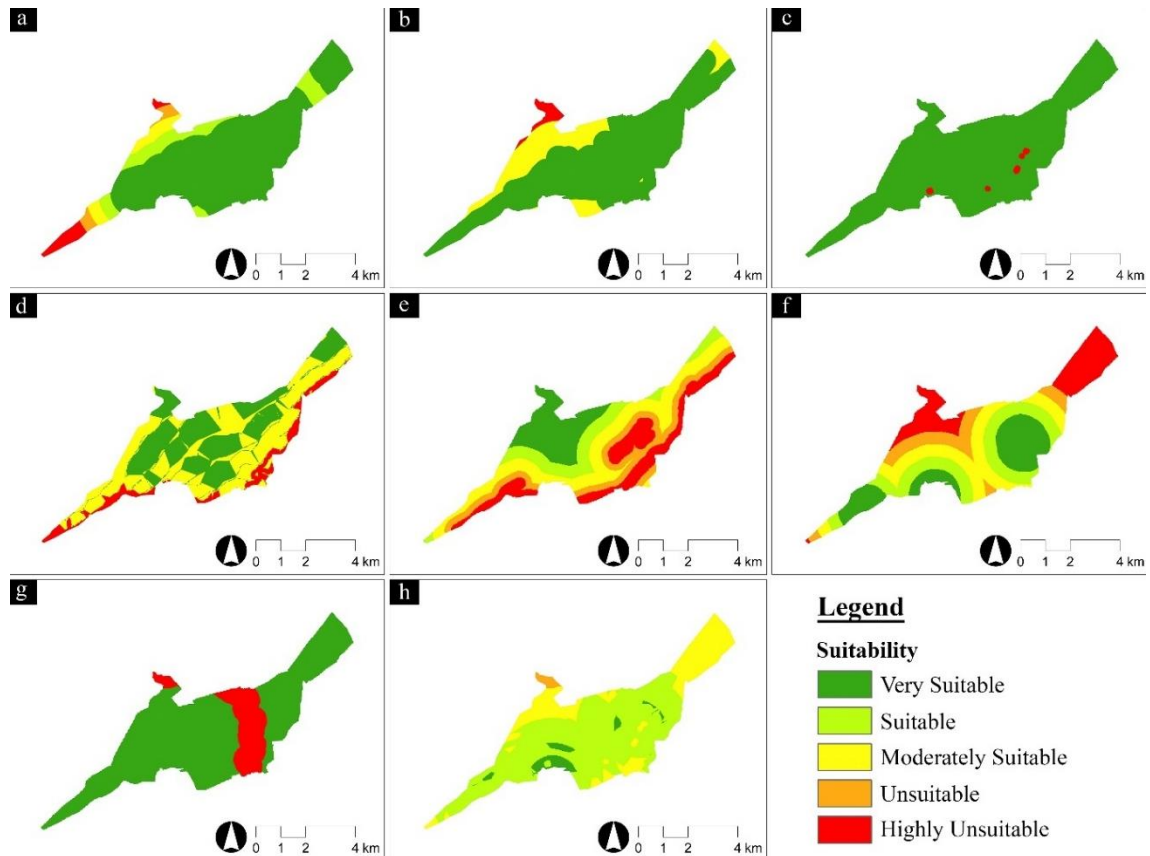 a
b
c
0 1 2 4 km
0 1 2 4 km
0 1 2 4 km
d
e
f
0 1 2 4 km
0 1 2 4 km
0 1 2 4 km
g
h
Legend
Suitability
Very Suitable
Suitable
Moderately Suitable
Unsuitable
Highly Unsuitable
0 1 2 4 km
0 1 2 4 km